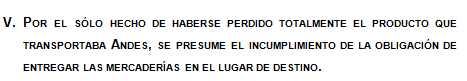 V. POR EL SÓLO HECHO DE HABERSE PERDIDO TOTALMENTE EL PRODUCTO QUE
TRANSPORTABA ANDES, SE PRESUME EL INCUMPLIMIENTO DE LA OBLIGACIÓN DE
ENTREGAR LAS MERCADERÍAS EN EL LUGAR DE DESTINO.